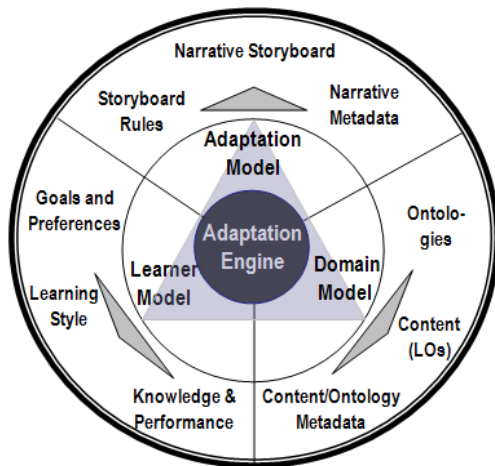 Narrative Storyboard
Storyboard
Rules
Narrative
Metadata
Adaptation
Model
Goals and
Preferences
Ontolo-
gies
Adaptation
Engine
Learner
Model
Domain
Model
Learning
Style
Content
(LOs)
Knowledge &
Performance
Content/Ontology
Metadata